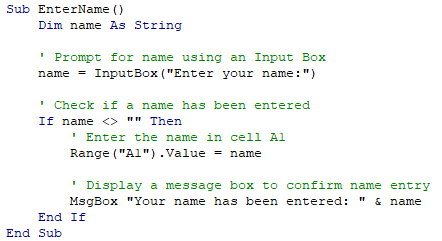 Sub EnterName()
    Dim name As String

    ' Prompt for name using an Input Box
    name = InputBox("Enter your name:")

    ' Check if a name has been entered
    If name <> "" Then
        ' Enter the name in cell A1
        Range("A1").Value = name

        ' Display a message box to confirm name entry
        MsgBox "Your name has been entered: " & name
    End If
End Sub